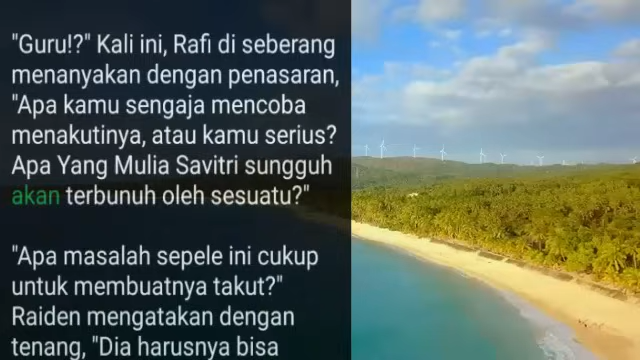 "Guru!?" Kali ini, Rafi di seberang
menanyakan dengan penasaran,
"Apa kamu sengaja mencoba
menakutinya, atau kamu serius?
Apa Yang Mulia Savitri sungguh
akan terbunuh oleh sesuatu?"
"Apa masalah sepele ini cukup
untuk membuatnya takut?"
Raiden mengatakan dengan
tenang, "Dia harusnya bisa